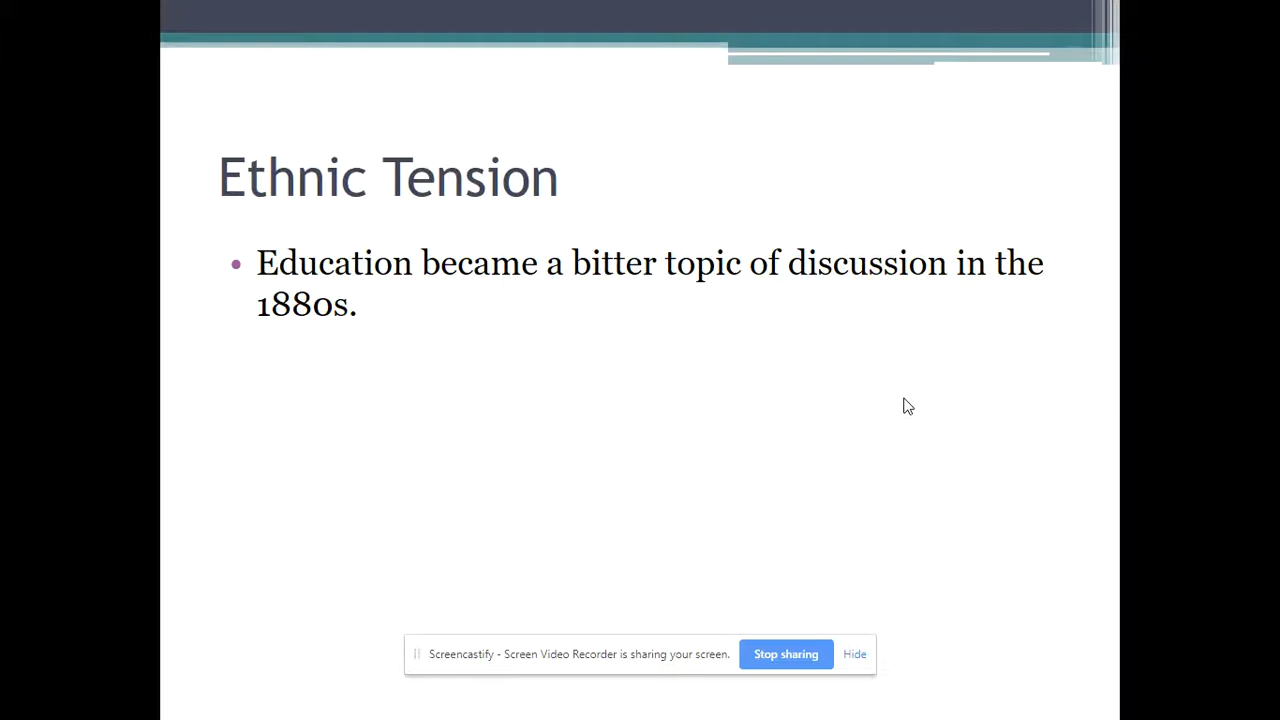 Ethnic Tension
• Education became a bitter topic of discussion in the
1880s.
Screencastify - Screen Video Recorder is sharing your screen. Stop sharing Hide